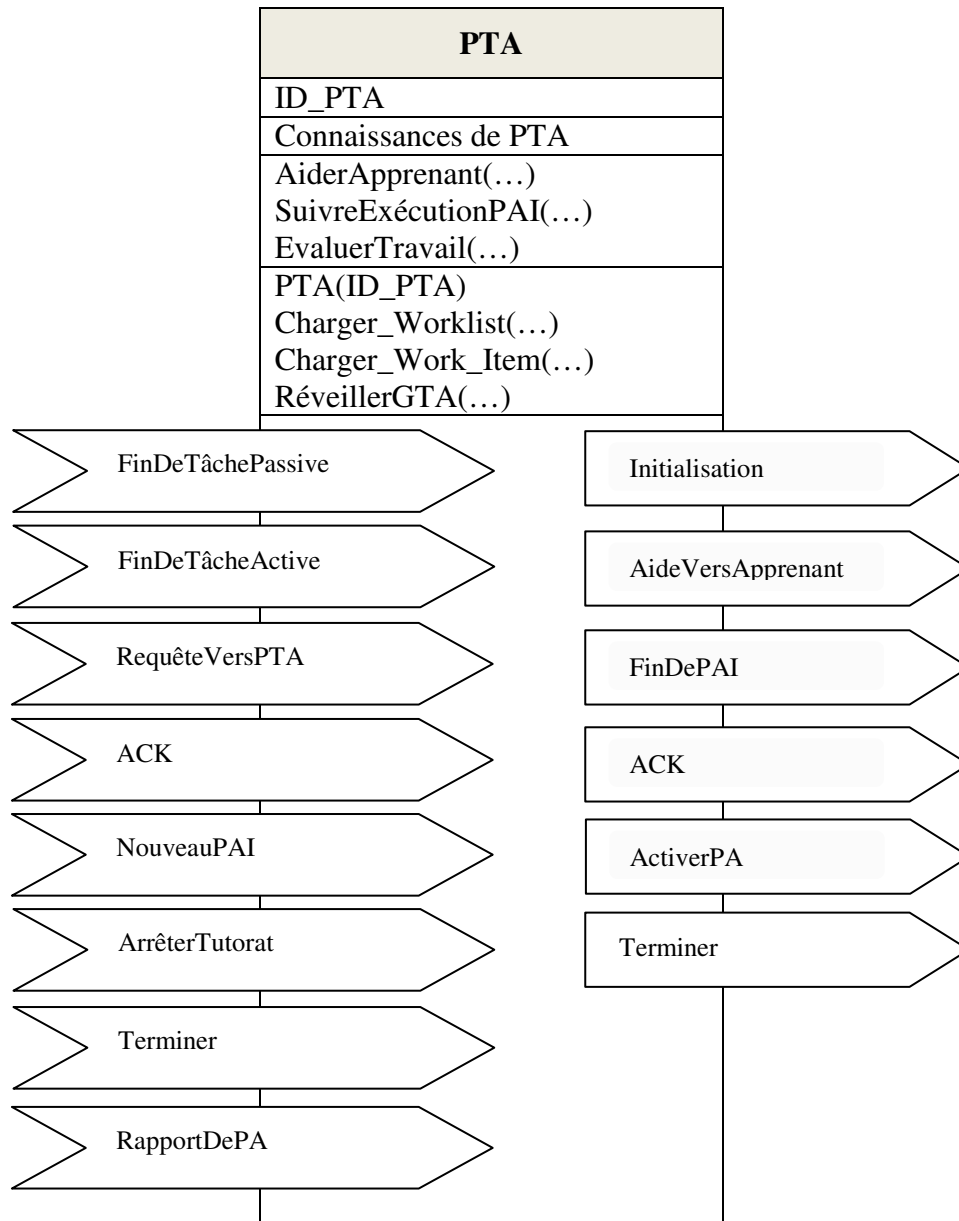 PTA
ID_PTA
Connaissances de PTA
AiderApprenant(…)
SuivreExécutionPAI(…)
EvaluerTravail(…)
PTA(ID_PTA)
Charger_Worklist(…)
Charger_Work_Item(…)
RéveillerGTA(…)
FinDeTâchePassive
FinDeTâcheActive
RequêteVersPTA
ACK
NouveauPAI
ArrêterTutorat
Terminer
RapportDePA
Initialisation
AideVersApprenant
FinDePAI
ACK
ActiverPA
Terminer